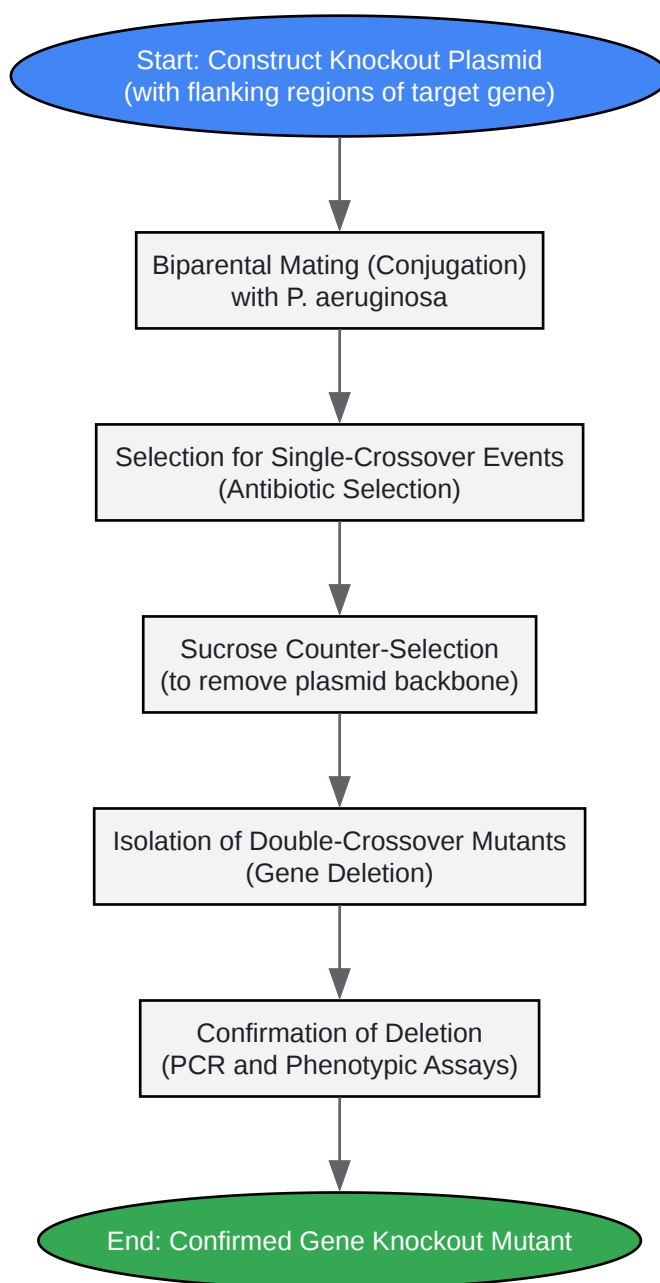 Start: Construct Knockout Plasmid
(with flanking regions of target gene)
Biparental Mating (Conjugation)
with P. aeruginosa
Selection for Single-Crossover Events
(Antibiotic Selection)
Sucrose Counter-Selection
(to remove plasmid backbone)
Isolation of Double-Crossover Mutants
(Gene Deletion)
Confirmation of Deletion
(PCR and Phenotypic Assays)
End: Confirmed Gene Knockout Mutant